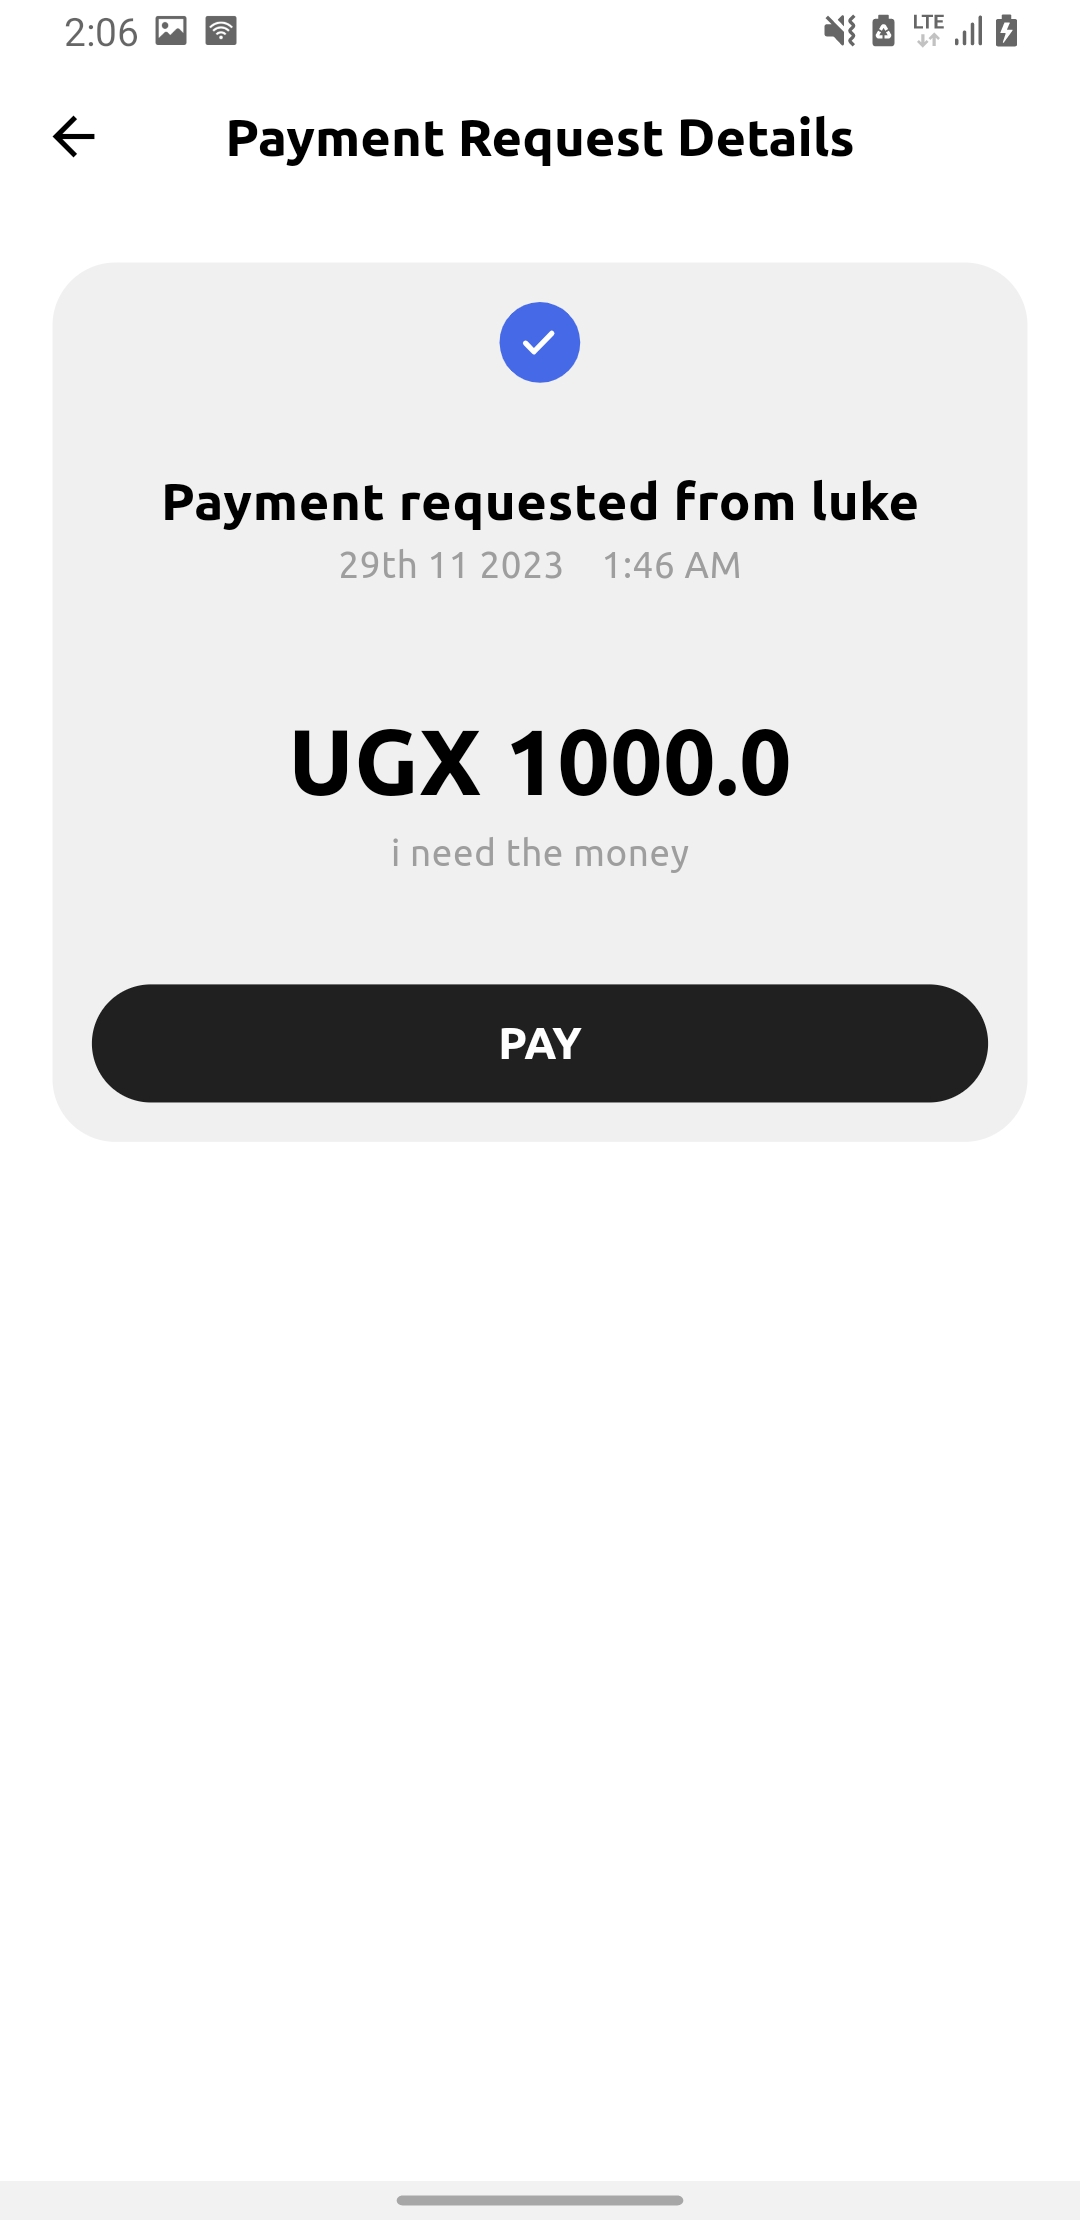 2:06
LTE
Payment Request Details
Payment requested from luke
29th 11 2023 1:46 AM
UGX 1000.0
i need the money
PAY